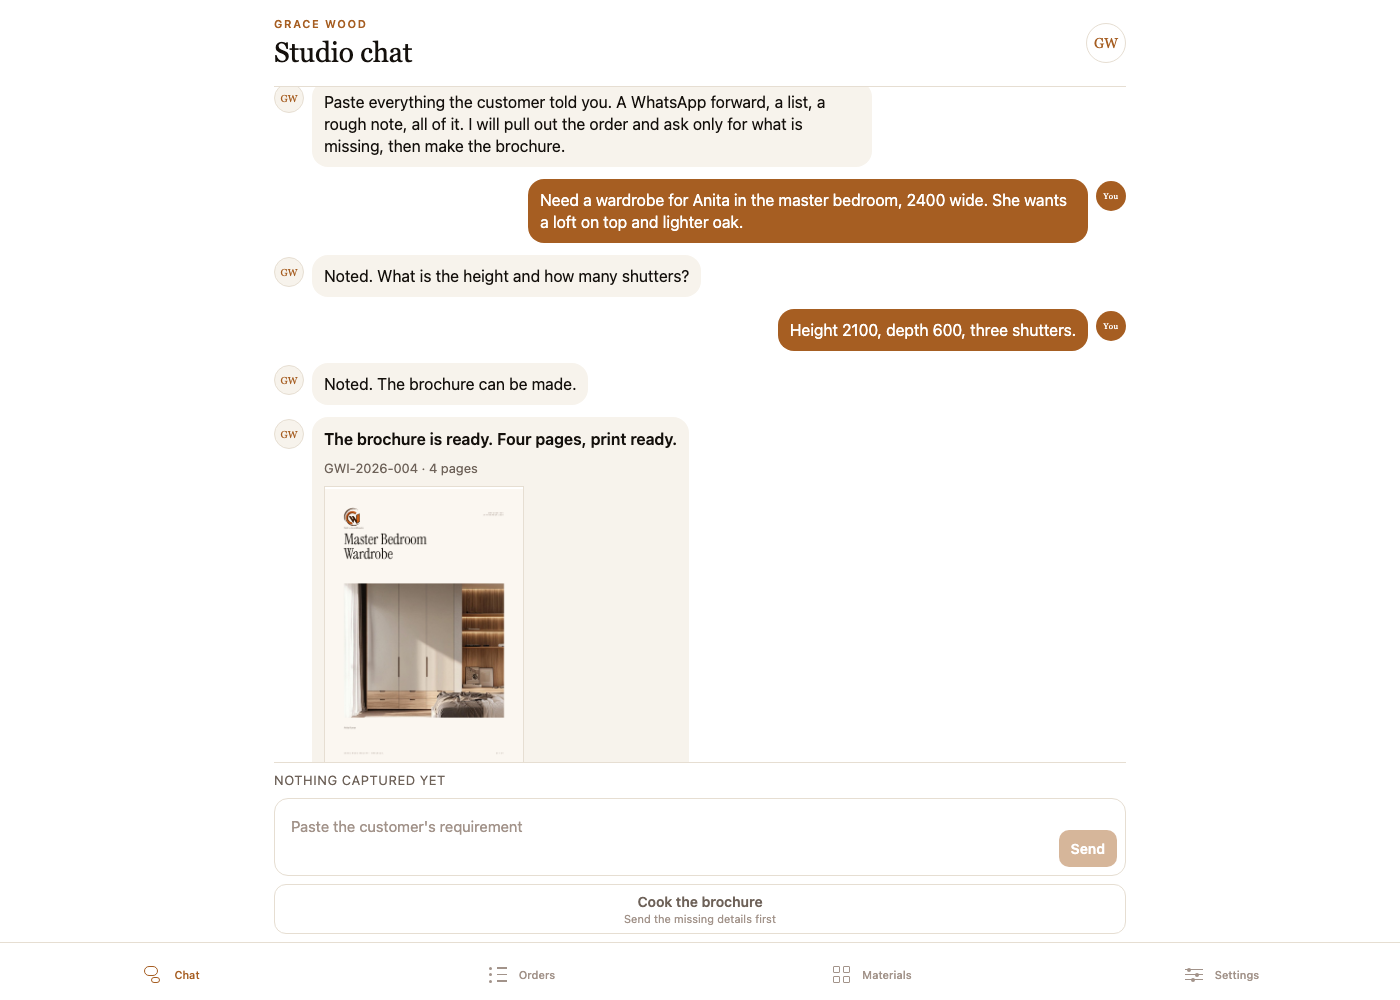 GRACE WOOD
Studio chat
GW
GW
Paste everything the customer told you. A WhatsApp forward, a list, a
rough note, all of it. I will pull out the order and ask only for what is
missing, then make the brochure.
Need a wardrobe for Anita in the master bedroom, 2400 wide. She wants
a loft on top and lighter oak.
You
GW
Noted. What is the height and how many shutters?
Height 2100, depth 600, three shutters.
You
GW
Noted. The brochure can be made.
GW
The brochure is ready. Four pages, print ready.
GWI-2026-004 · 4 pages
Master Bedroom
Wardrobe
NOTHING CAPTURED YET
Paste the customer's requirement
Send
Cook the brochure
Send the missing details first
Chat
Orders
Materials
Settings